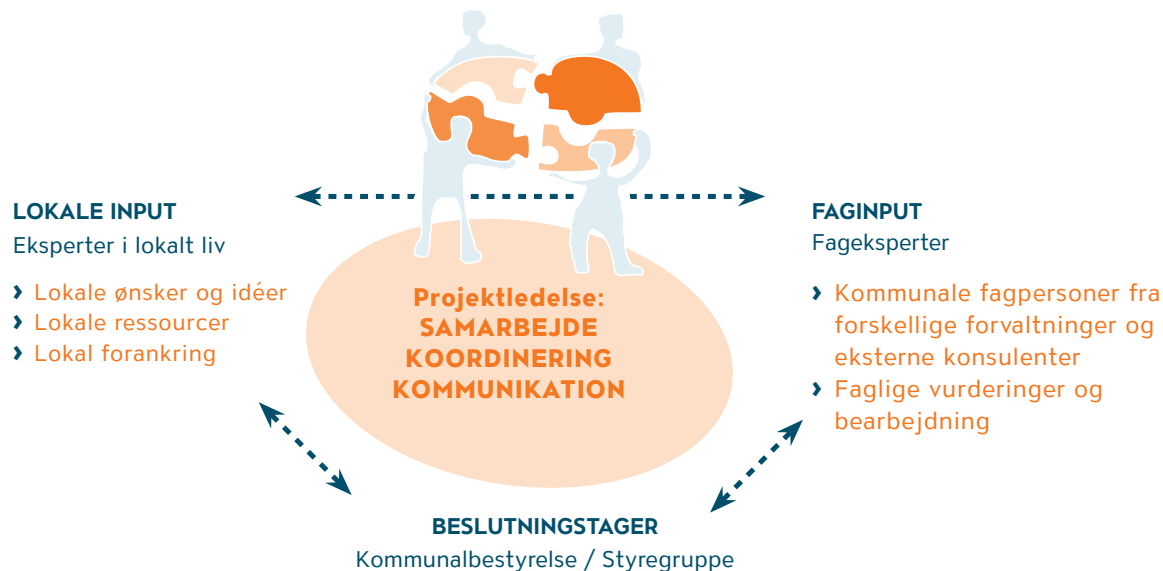 LOKALE INPUT
Eksperter i lokalt liv
› Lokale ønsker og idéer
› Lokale ressourcer
› Lokal forankring
Projektledelse:
SAMARBEJDE
KOORDINERING
KOMMUNIKATION
FAGINPUT
Fageksperter
› Kommunale fagpersoner fra
forskellige forvaltninger og
eksterne konsulenter
› Faglige vurderinger og
bearbejdning
BESLUTNINGSTAGER
Kommunalbestyrelse / Styregruppe